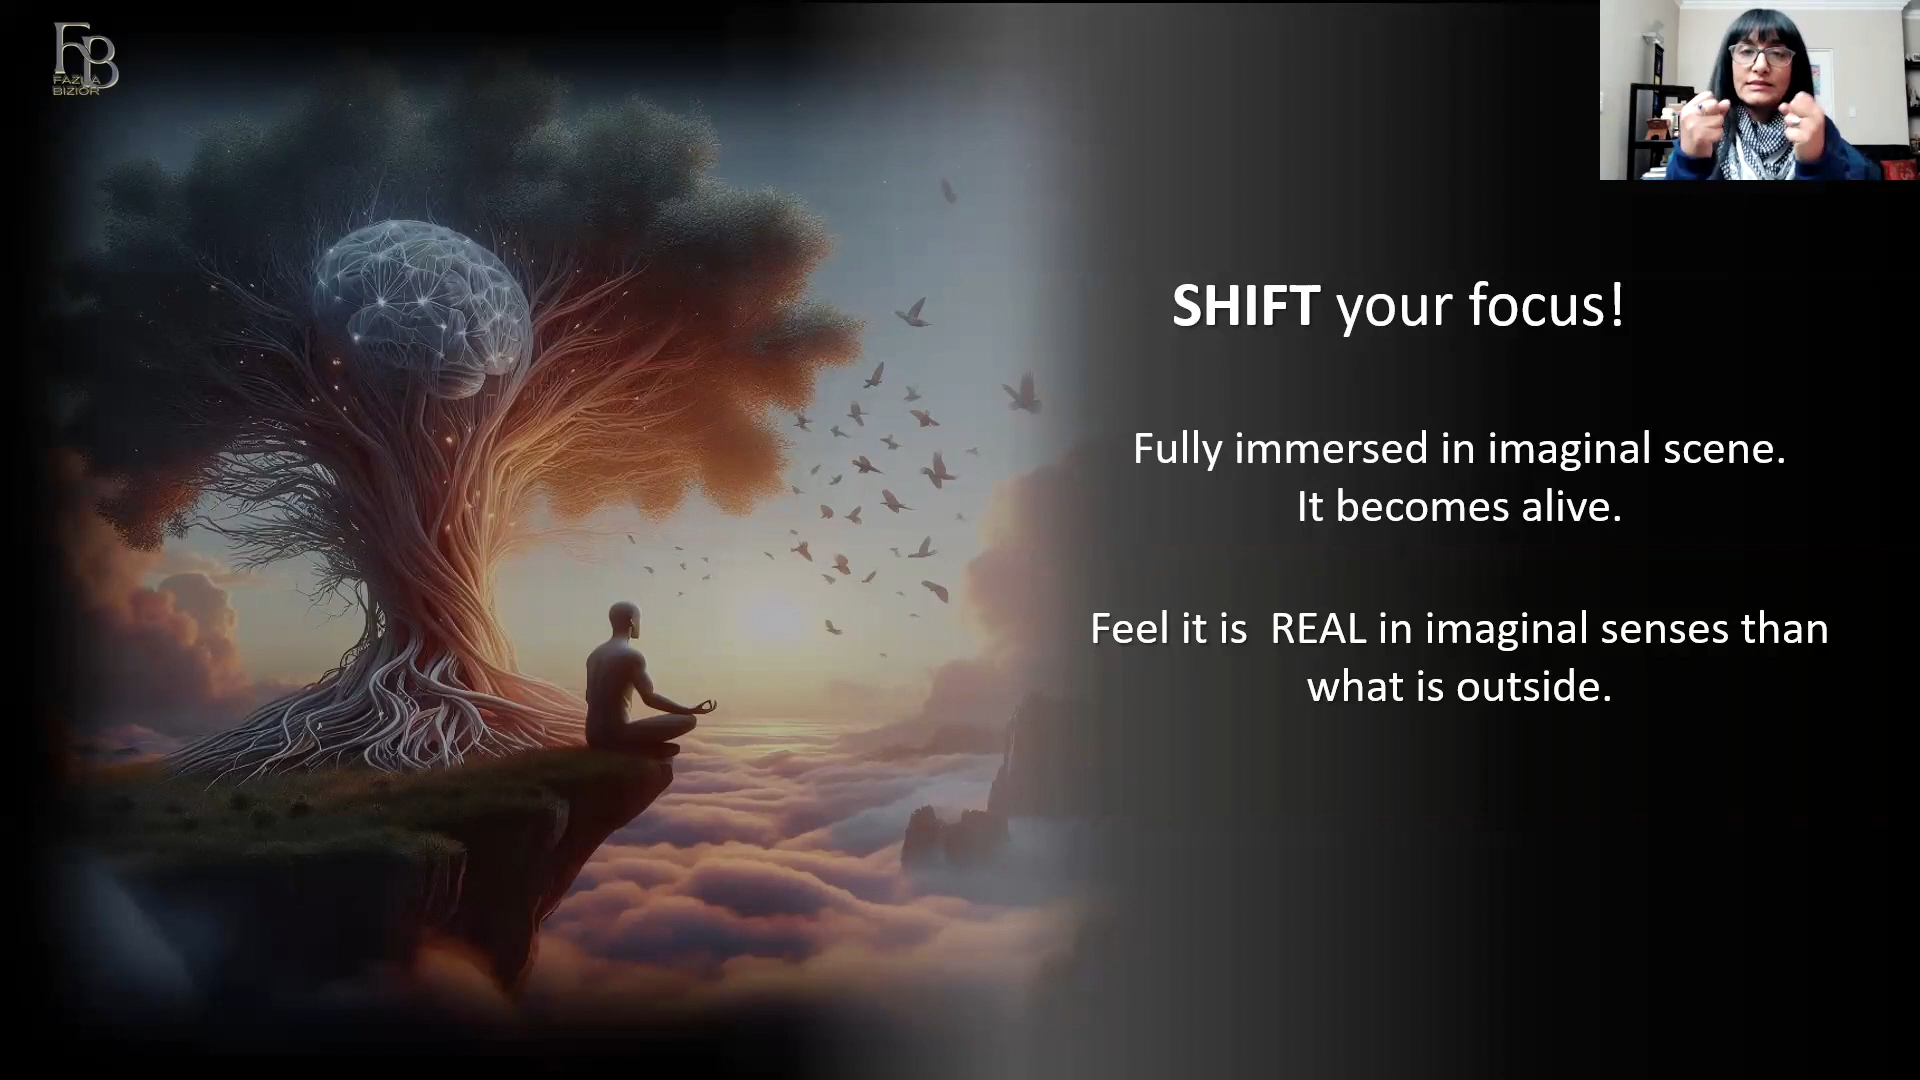 FB
FAZILA
BIZIOR
SHIFT your focus!
Fully immersed in imaginal scene.
It becomes alive.
Feel it is  REAL in imaginal senses than
what is outside.